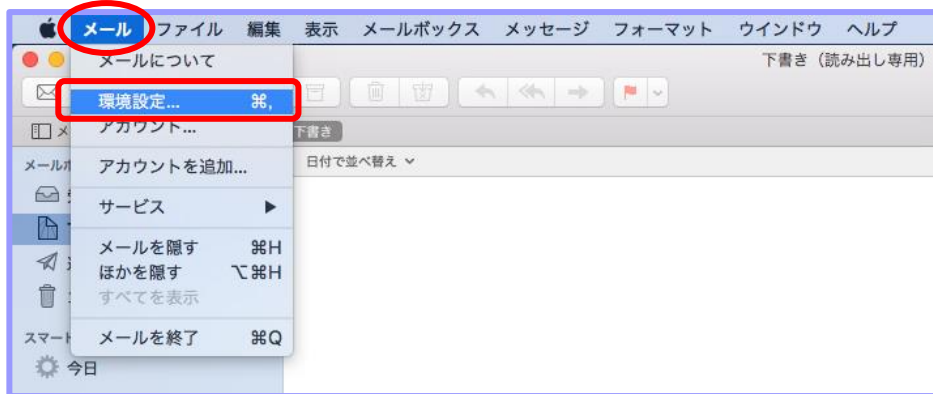 メール ファイル 編集 表示 メールボックス メッセージ フォーマット ウインドウ ヘルプ
下書き（読み出し専用）
メールについて
環境設定... ⌘,
アカウント...
下書き
アカウントを追加...
日付で並べ替え
サービス
メールを隠す ⌘H
ほかを隠す ⌥⌘H
すべてを表示
メールを終了 ⌘Q
今日